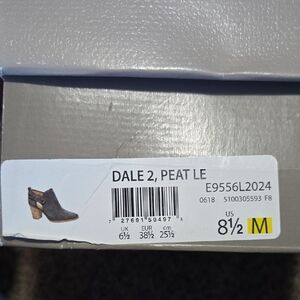 DALE 2, PEAT LE
E9556L2024
0618 5100305593 F8
7 27691 50497
UK EUR cm US
6½ 38½ 25½ 8½ M